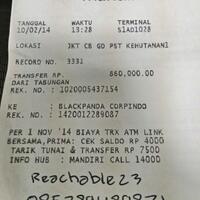 TANGGAL WAKTU TERMINAL
10/02/14 13:28 S1AD1028
LOKASI JKT CB GD PST KEHUTANAN1
RECORD NO. 3331
TRANSFER RP. 860,000.00
DARI TABUNGAN
REK. NO. : 1020005437154
KE : BLACKPANDA CORPINDO
REK. NO. : 1420012289087
PER 1 NOV '14 BIAYA TRX ATM LINK
BERSAMA,PRIMA: CEK SALDO RP 4000
TARIK TUNAI & TRANSFER RP 7500
INFO HUB : MANDIRI CALL 14000
Reachable23